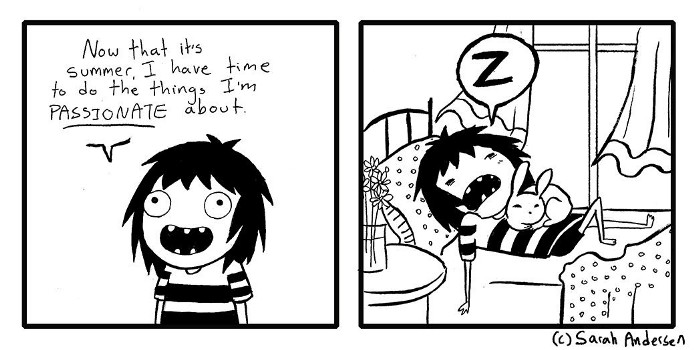 Now that it's
summer, I have time
to do the things I'm
PASSIONATE about.
Z
(c) Sarah Andersen